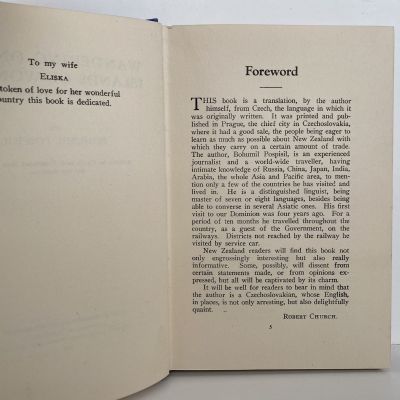 To my wife
ELISKA
token of love for her wonderful
country this book is dedicated.
Foreword
THIS book is a translation, by the author
himself, from Czech, the language in which it
was originally written. It was printed and pub-
lished in Prague, the chief city in Czechoslovakia,
where it had a good sale, the people being eager to
learn as much as possible about New Zealand with
which they carry on a certain amount of trade.
The author, Bohumil Pospisil, is an experienced
journalist and a world-wide traveller, having
intimate knowledge of Russia, China, Japan, India,
Arabia, the whole Asia and Pacific area, to men-
tion only a few of the countries he has visited and
lived in. He is a distinguished linguist, being
master of seven or eight languages, besides being
able to converse in several Asiatic ones. His first
visit to our Dominion was four years ago. For a
period of ten months he travelled throughout the
country, as a guest of the Government, on the
railways. Districts not reached by the railway he
visited by service car.
New Zealand readers will find this book not
only engrossingly interesting but also really
informative. Some, possibly, will dissent from
certain statements made, or from opinions ex-
pressed, but all will be captivated by its charm.
It will be well for readers to bear in mind that
the author is a Czechoslovakian, whose English,
in places, is not only arresting, but also delightfully
quaint.
ROBERT CHURCH.
5